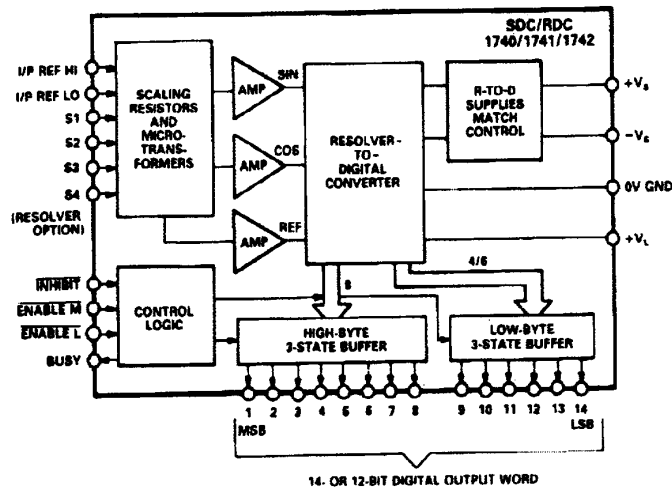 SDC/RDC
1740/1741/1742
I/P REF HI
I/P REF LO
S1
S2
S3
S4
(RESOLVER
OPTION)
SCALING
RESISTORS
AND
MICRO-
TRANS-
FORMERS
AMP
SIN
AMP
COS
AMP
REF
RESOLVER-
TO-
DIGITAL
CONVERTER
R-TO-D
SUPPLIES
MATCH
CONTROL
+VS
-VS
0V GND
+VL
INHIBIT
ENABLE M
ENABLE L
BUSY
CONTROL
LOGIC
8
4/6
HIGH-BYTE
3-STATE BUFFER
LOW-BYTE
3-STATE BUFFER
1 2 3 4 5 6 7 8 9 10 11 12 13 14
MSB LSB
14- OR 12-BIT DIGITAL OUTPUT WORD